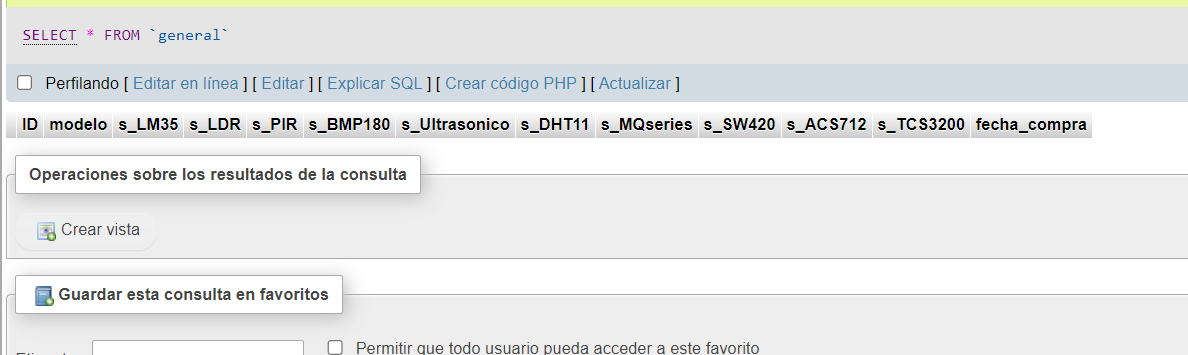 SELECT * FROM `general`
Perfilando [ Editar en línea ] [ Editar ] [ Explicar SQL ] [ Crear código PHP ] [ Actualizar ]
ID modelo s_LM35 s_LDR s_PIR s_BMP180 s_Ultrasonico s_DHT11 s_MQseries s_SW420 s_ACS712 s_TCS3200 fecha_compra
Operaciones sobre los resultados de la consulta
Crear vista
Guardar esta consulta en favoritos
Permitir que todo usuario pueda acceder a este favorito